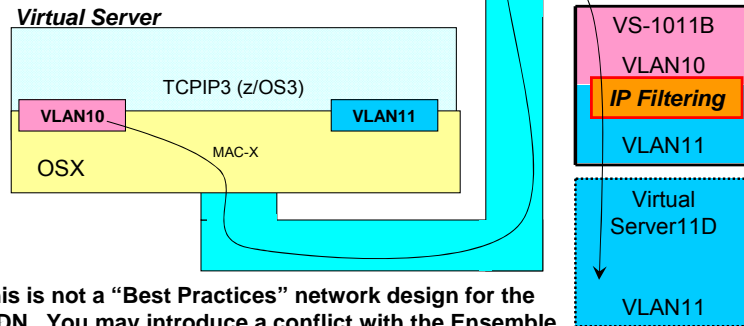 Virtual Server
TCPIP3 (z/OS3)
VLAN10
VLAN11
MAC-X
OSX
VS-1011B
VLAN10
IP Filtering
VLAN11
Virtual
Server11D
VLAN11
his is not a “Best Practices” network design for the
DN. You may introduce a conflict with the Ensemble